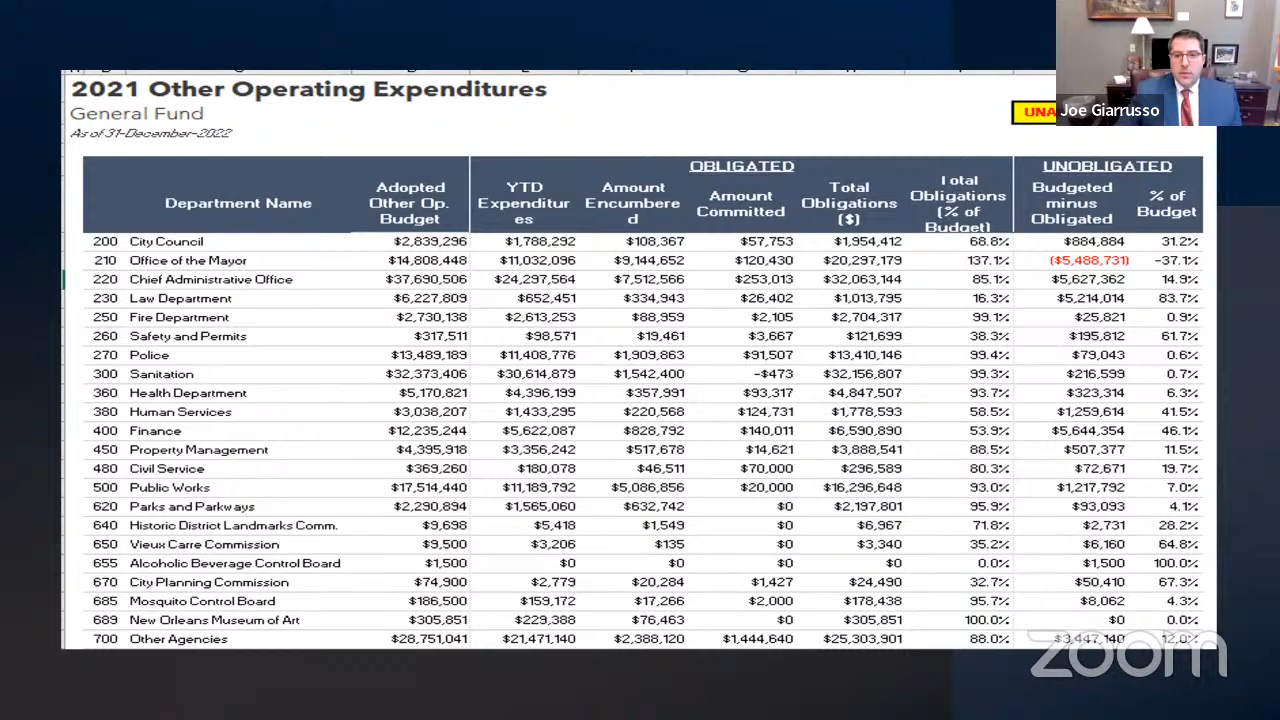 2021 Other Operating Expenditures
General Fund
As of 31-December-2022
UNA
Joe Giarrusso
OBLIGATED UNOBLIGATED
Department Name Adopted Other Op. Budget YTD Expenditures Amount Encumbered Amount Committed Total Obligations ($) Total Obligations (% of Budget) Budgeted minus Obligated % of Budget
200 City Council $2,839,296 $1,788,292 $108,367 $57,753 $1,954,412 68.8% $884,884 31.2%
210 Office of the Mayor $14,808,448 $11,032,096 $9,144,652 $120,430 $20,297,179 137.1% ($5,488,731) -37.1%
220 Chief Administrative Office $37,690,506 $24,297,564 $7,512,566 $253,013 $32,063,144 85.1% $5,627,362 14.9%
230 Law Department $6,227,809 $652,451 $334,943 $26,402 $1,013,795 16.3% $5,214,014 83.7%
250 Fire Department $2,730,138 $2,613,253 $88,959 $2,105 $2,704,317 99.1% $25,821 0.9%
260 Safety and Permits $317,511 $98,571 $19,461 $3,667 $121,699 38.3% $195,812 61.7%
270 Police $13,489,189 $11,408,776 $1,909,863 $91,507 $13,410,146 99.4% $79,043 0.6%
300 Sanitation $32,373,406 $30,614,879 $1,542,400 -$473 $32,156,807 99.3% $216,599 0.7%
360 Health Department $5,170,821 $4,396,199 $357,991 $93,317 $4,847,507 93.7% $323,314 6.3%
380 Human Services $3,038,207 $1,433,295 $220,568 $124,731 $1,778,593 58.5% $1,259,614 41.5%
400 Finance $12,235,244 $5,622,087 $828,792 $140,011 $6,590,890 53.9% $5,644,354 46.1%
450 Property Management $4,395,918 $3,356,242 $517,678 $14,621 $3,888,541 88.5% $507,377 11.5%
480 Civil Service $369,260 $180,078 $46,511 $70,000 $296,589 80.3% $72,671 19.7%
500 Public Works $17,514,440 $11,189,792 $5,086,856 $20,000 $16,296,648 93.0% $1,217,792 7.0%
620 Parks and Parkways $2,290,894 $1,565,060 $632,742 $0 $2,197,801 95.9% $93,093 4.1%
640 Historic District Landmarks Comm. $9,698 $5,418 $1,549 $0 $6,967 71.8% $2,731 28.2%
650 Vieux Carre Commission $9,500 $3,206 $135 $0 $3,340 35.2% $6,160 64.8%
655 Alcoholic Beverage Control Board $1,500 $0 $0 $0 $0 0.0% $1,500 100.0%
670 City Planning Commission $74,900 $2,779 $20,284 $1,427 $24,490 32.7% $50,410 67.3%
685 Mosquito Control Board $186,500 $159,172 $17,266 $2,000 $178,438 95.7% $8,062 4.3%
689 New Orleans Museum of Art $305,851 $229,388 $76,463 $0 $305,851 100.0% $0 0.0%
700 Other Agencies $28,751,041 $21,471,140 $2,388,120 $1,444,640 $25,303,901 88.0% $3,447,140 12.0%
zoom